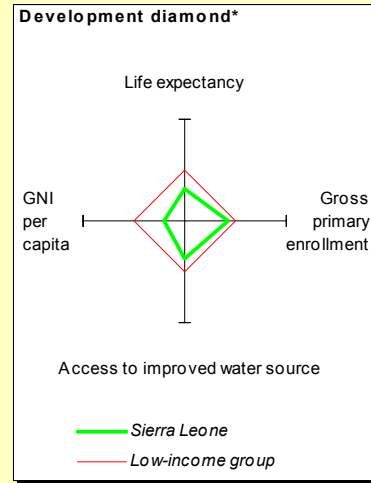 Development diamond*
Life expectancy
GNI
per
capita
Gross
primary
enrollment
Access to improved water source
Sierra Leone
Low-income group